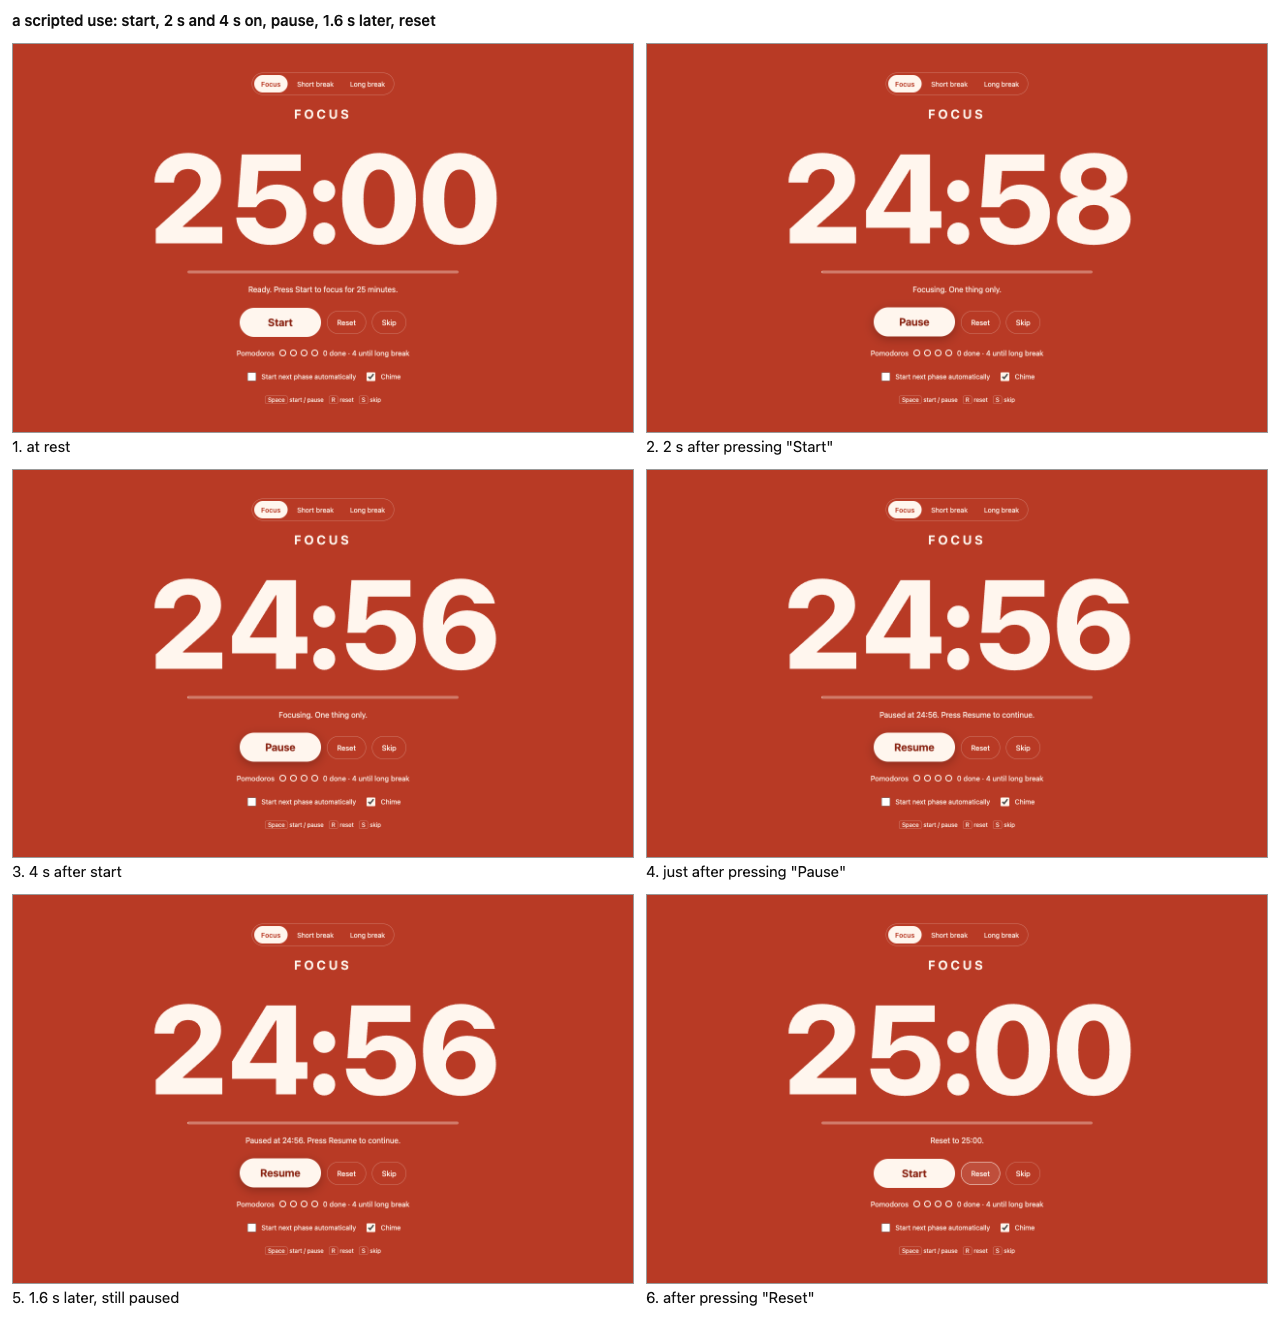 a scripted use: start, 2 s and 4 s on, pause, 1.6 s later, reset
Focus Short break Long break
FOCUS
25:00
Ready. Press Start to focus for 25 minutes.
Start Reset Skip
Pomodoros 0 done · 4 until long break
Start next phase automatically Chime
Space start / pause R reset S skip
1. at rest
Focus Short break Long break
FOCUS
24:58
Focusing. One thing only.
Pause Reset Skip
Pomodoros 0 done · 4 until long break
Start next phase automatically Chime
Space start / pause R reset S skip
2. 2 s after pressing "Start"
Focus Short break Long break
FOCUS
24:56
Focusing. One thing only.
Pause Reset Skip
Pomodoros 0 done · 4 until long break
Start next phase automatically Chime
Space start / pause R reset S skip
3. 4 s after start
Focus Short break Long break
FOCUS
24:56
Paused at 24:56. Press Resume to continue.
Resume Reset Skip
Pomodoros 0 done · 4 until long break
Start next phase automatically Chime
Space start / pause R reset S skip
4. just after pressing "Pause"
Focus Short break Long break
FOCUS
24:56
Paused at 24:56. Press Resume to continue.
Resume Reset Skip
Pomodoros 0 done · 4 until long break
Start next phase automatically Chime
Space start / pause R reset S skip
5. 1.6 s later, still paused
Focus Short break Long break
FOCUS
25:00
Reset to 25:00.
Start Reset Skip
Pomodoros 0 done · 4 until long break
Start next phase automatically Chime
Space start / pause R reset S skip
6. after pressing "Reset"